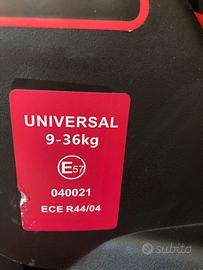 UNIVERSAL
9-36kg
E57
040021
ECE R44/04
subito